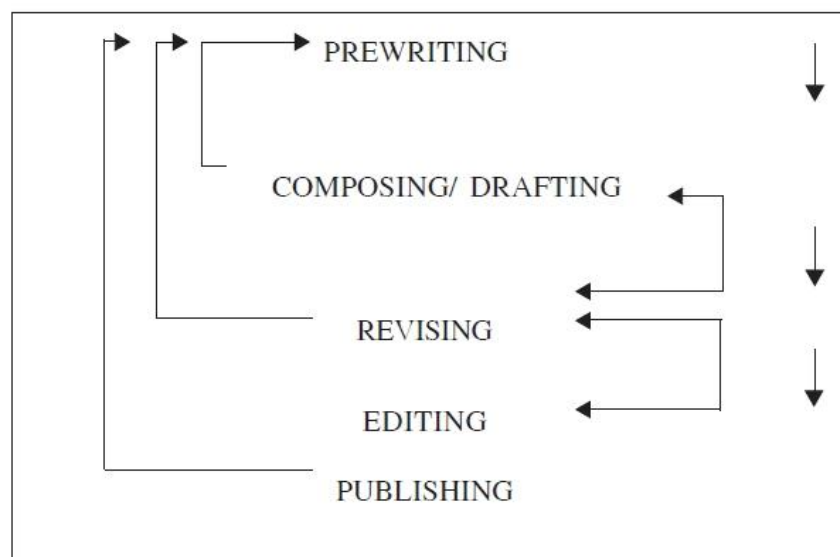 PREWRITING
COMPOSING/ DRAFTING
REVISING
EDITING
PUBLISHING